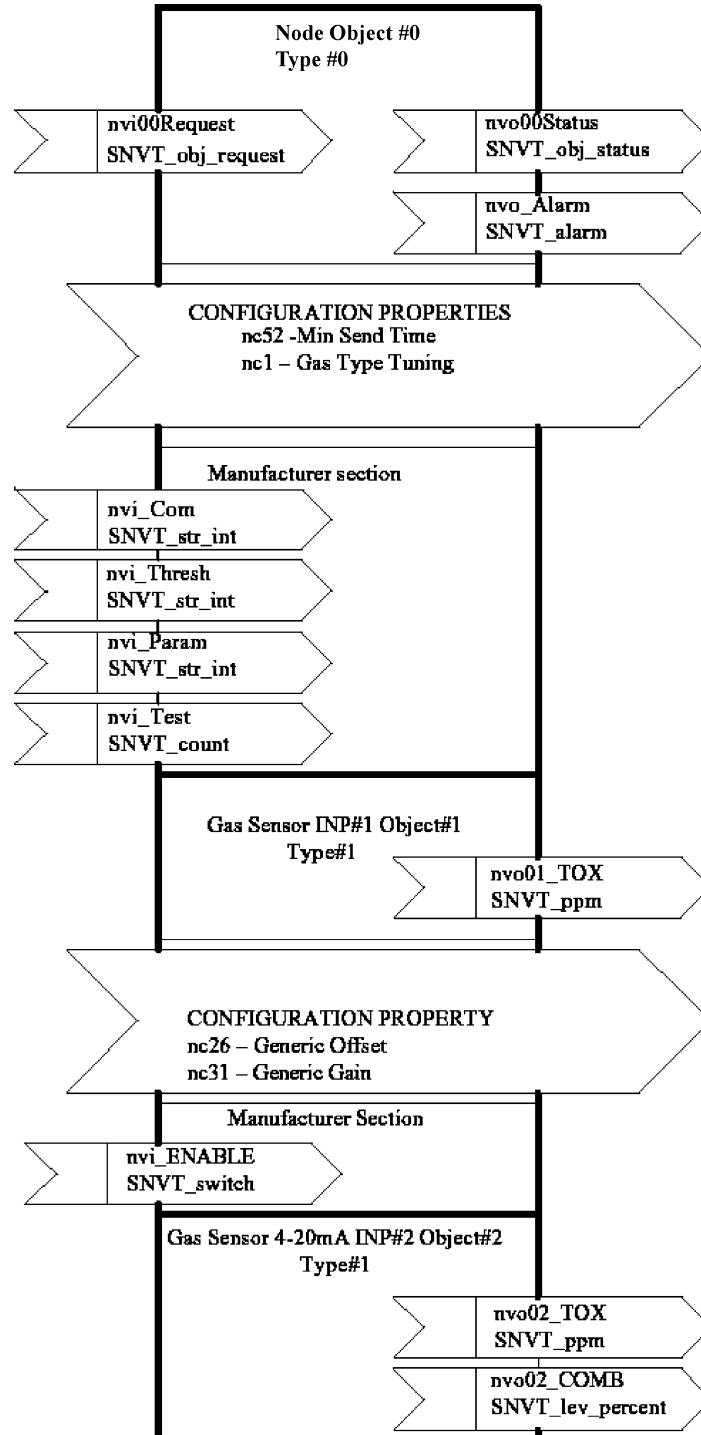 Node Object #0
Type #0
nvi00Request
SNVT_obj_request
nvo00Status
SNVT_obj_status
nvo_Alarm
SNVT_alarm
CONFIGURATION PROPERTIES
nc52 -Min Send Time
nc1 – Gas Type Tuning
Manufacturer section
nvi_Com
SNVT_str_int
nvi_Thresh
SNVT_str_int
nvi_Param
SNVT_str_int
nvi_Test
SNVT_count
Gas Sensor INP#1 Object#1
Type#1
nvo01_TOX
SNVT_ppm
CONFIGURATION PROPERTY
nc26 – Generic Offset
nc31 – Generic Gain
Manufacturer Section
nvi_ENABLE
SNVT_switch
Gas Sensor 4-20mA INP#2 Object#2
Type#1
nvo02_TOX
SNVT_ppm
nvo02_COMB
SNVT_lev_percent